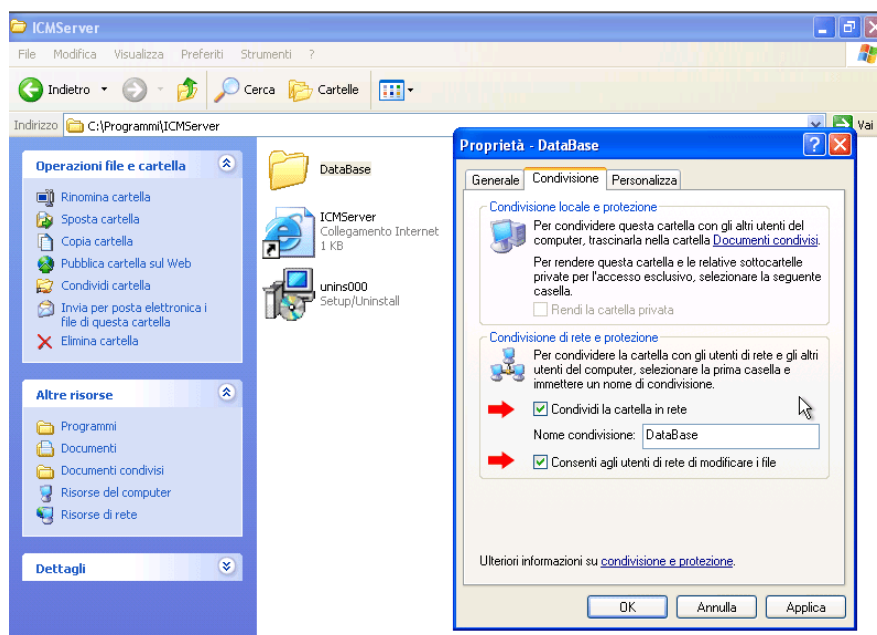 ICMServer
File Modifica Visualizza Preferiti Strumenti ?
Indietro Cerca Cartelle
Indirizzo C:\Programmi\ICMServer Vai
Operazioni file e cartella
Rinomina cartella
Sposta cartella
Copia cartella
Pubblica cartella sul Web
Condividi cartella
Invia per posta elettronica i
file di questa cartella
Elimina cartella
Altre risorse
Programmi
Documenti
Documenti condivisi
Risorse del computer
Risorse di rete
Dettagli
DataBase
ICMServer
Collegamento Internet
1 KB
unins000
Setup/Uninstall
Proprietà - DataBase
Generale Condivisione Personalizza
Condivisione locale e protezione
Per condividere questa cartella con gli altri utenti del
computer, trascinarla nella cartella Documenti condivisi.
Per rendere questa cartella e le relative sottocartelle
private per l'accesso esclusivo, selezionare la seguente
casella.
Rendi la cartella privata
Condivisione di rete e protezione
Per condividere la cartella con gli utenti di rete e gli altri
utenti del computer, selezionare la prima casella e
immettere un nome di condivisione.
Condividi la cartella in rete
Nome condivisione: DataBase
Consenti agli utenti di rete di modificare i file
Ulteriori informazioni su condivisione e protezione.
OK Annulla Applica